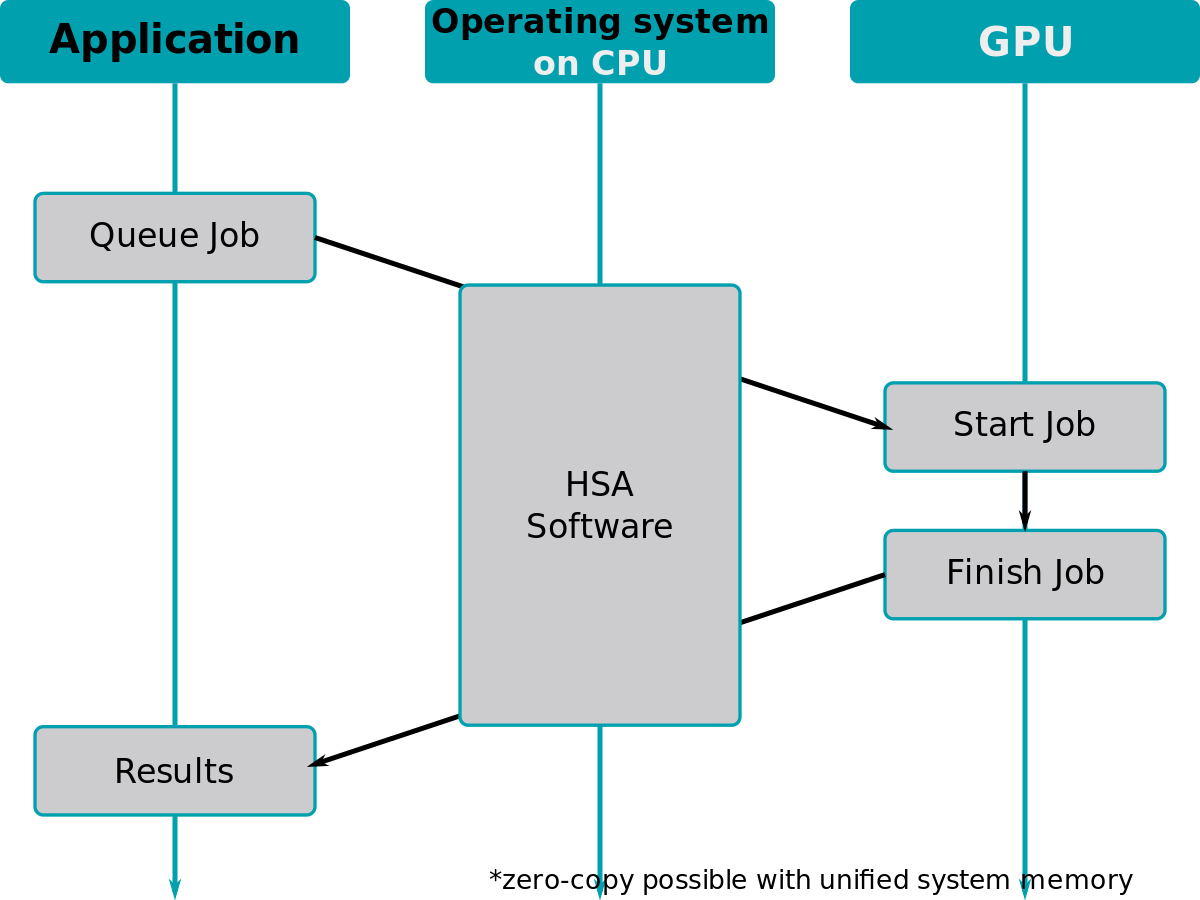 Application
Operating system
on CPU
GPU
Queue Job
Start Job
HSA
Software
Finish Job
Results
*zero-copy possible with unified system memory